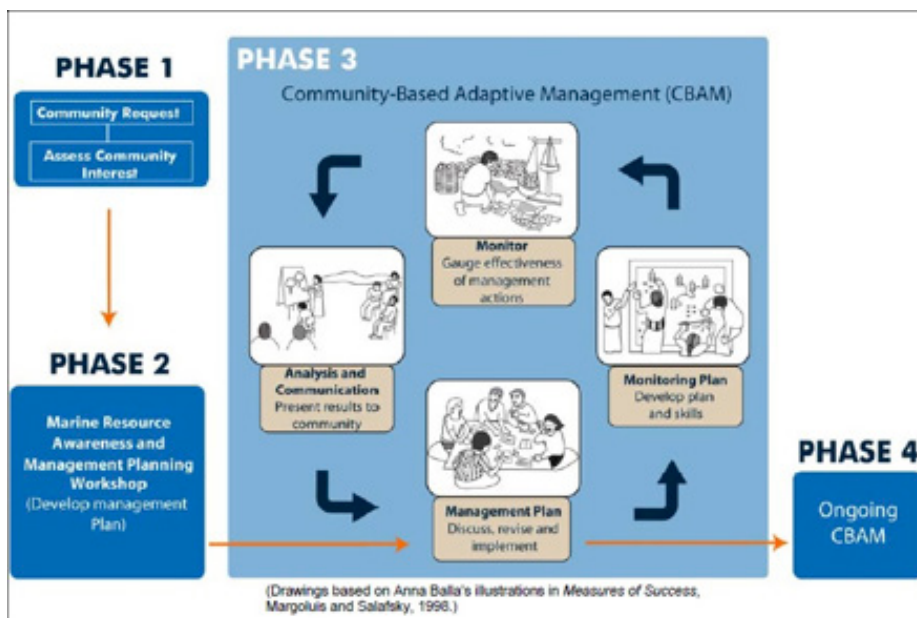 PHASE 1
Community Request
Assess Community
Interest
PHASE 2
Marine Resource
Awareness and
Management Planning
Workshop
(Develop management
Plan)
PHASE 3
Community-Based Adaptive Management (CBAM)
Monitor
Gauge effectiveness
of management
actions
Analysis and
Communication
Present results to
community
Monitoring Plan
Develop plan
and skills
Management Plan
Discuss, revise and
implement
PHASE 4
Ongoing
CBAM
(Drawings based on Anna Balla's illustrations in Measures of Success,
Margoluis and Salafsky, 1998.)